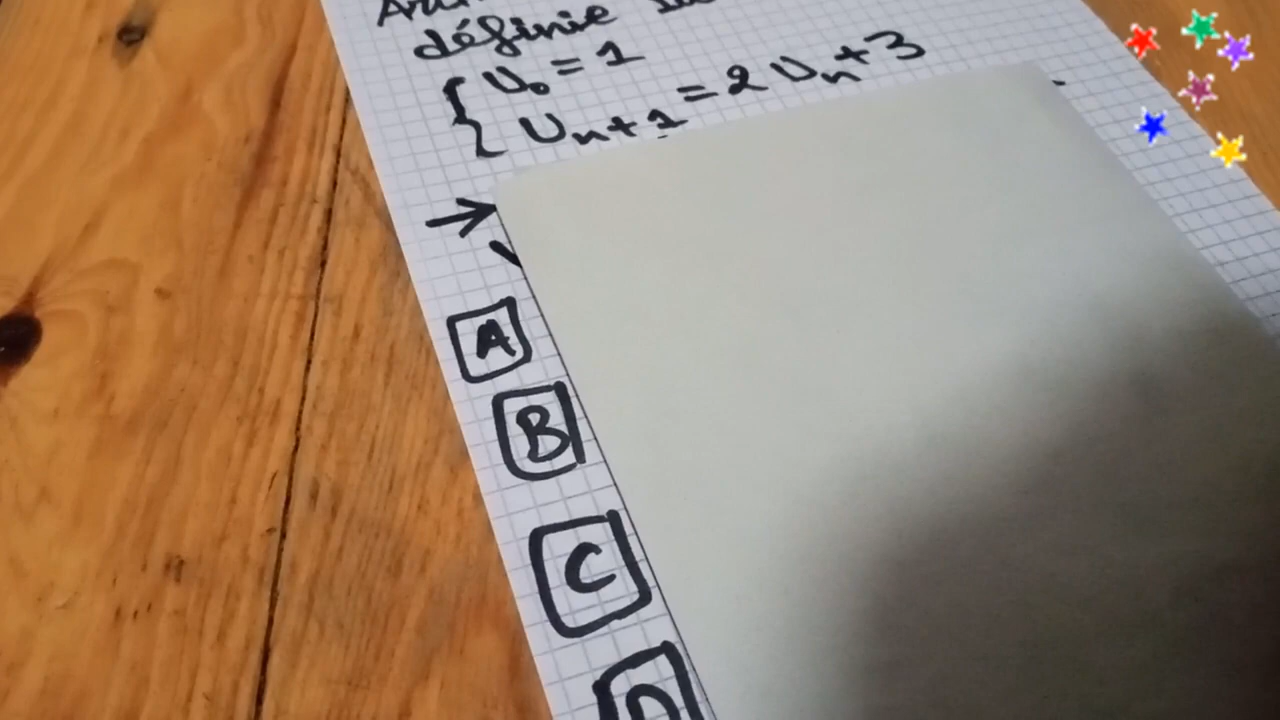 définie
U₀ = 1
Uₙ₊₁ = 2Uₙ + 3
→
A
B
C
D